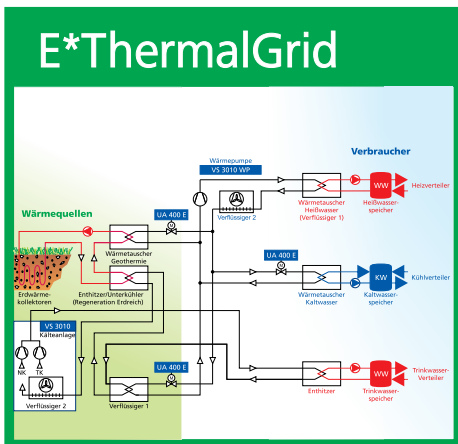 E*ThermalGrid
Verbraucher
Wärmepumpe
VS 3010 WP
WW
Heizverteiler
Verflüssiger 2
Wärmetauscher
Heißwasser
(Verflüssiger 1)
Heißwasser-
speicher
Wärmequellen
UA 400 E
Wärmetauscher
Geothermie
UA 400 E
KW
Kühlverteiler
Erdwärme-
kollektoren
Enthitzer/Unterkühler
(Regeneration Erdreich)
Wärmetauscher
Kaltwasser
Kaltwasser-
speicher
VS 3010
Kälteanlage
NK
TK
Verflüssiger 2
UA 400 E
Verflüssiger 1
Enthitzer
WW
Trinkwasser-
speicher
Trinkwasser-
Verteiler